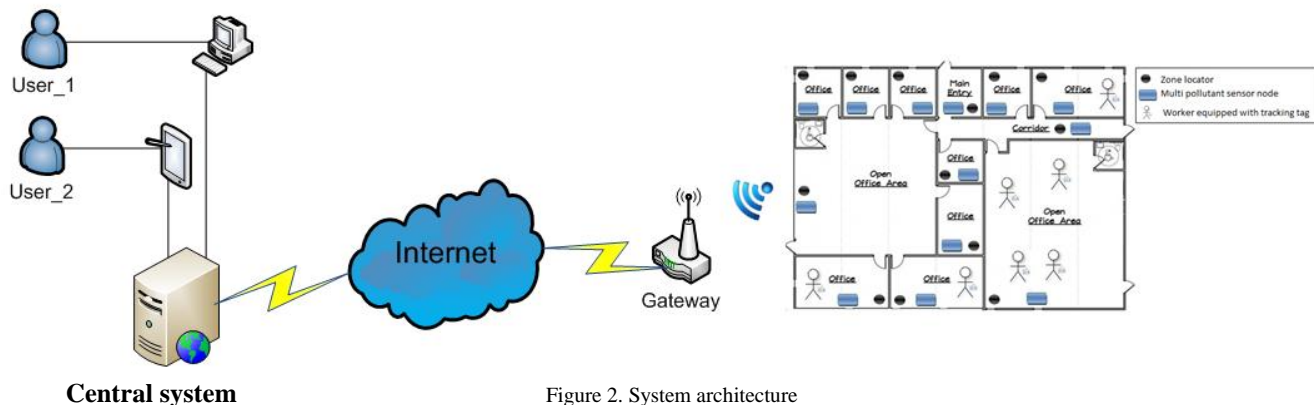 User_1
User_2
Internet
Gateway
Central system
Office
Office
Office
Main
Entry
Office
Office
Corridor
Office
Open
Office Area
Office
Open
Office Area
Office
Office
Zone locator
Multi pollutant sensor node
Worker equipped with tracking tag
Figure 2. System architecture